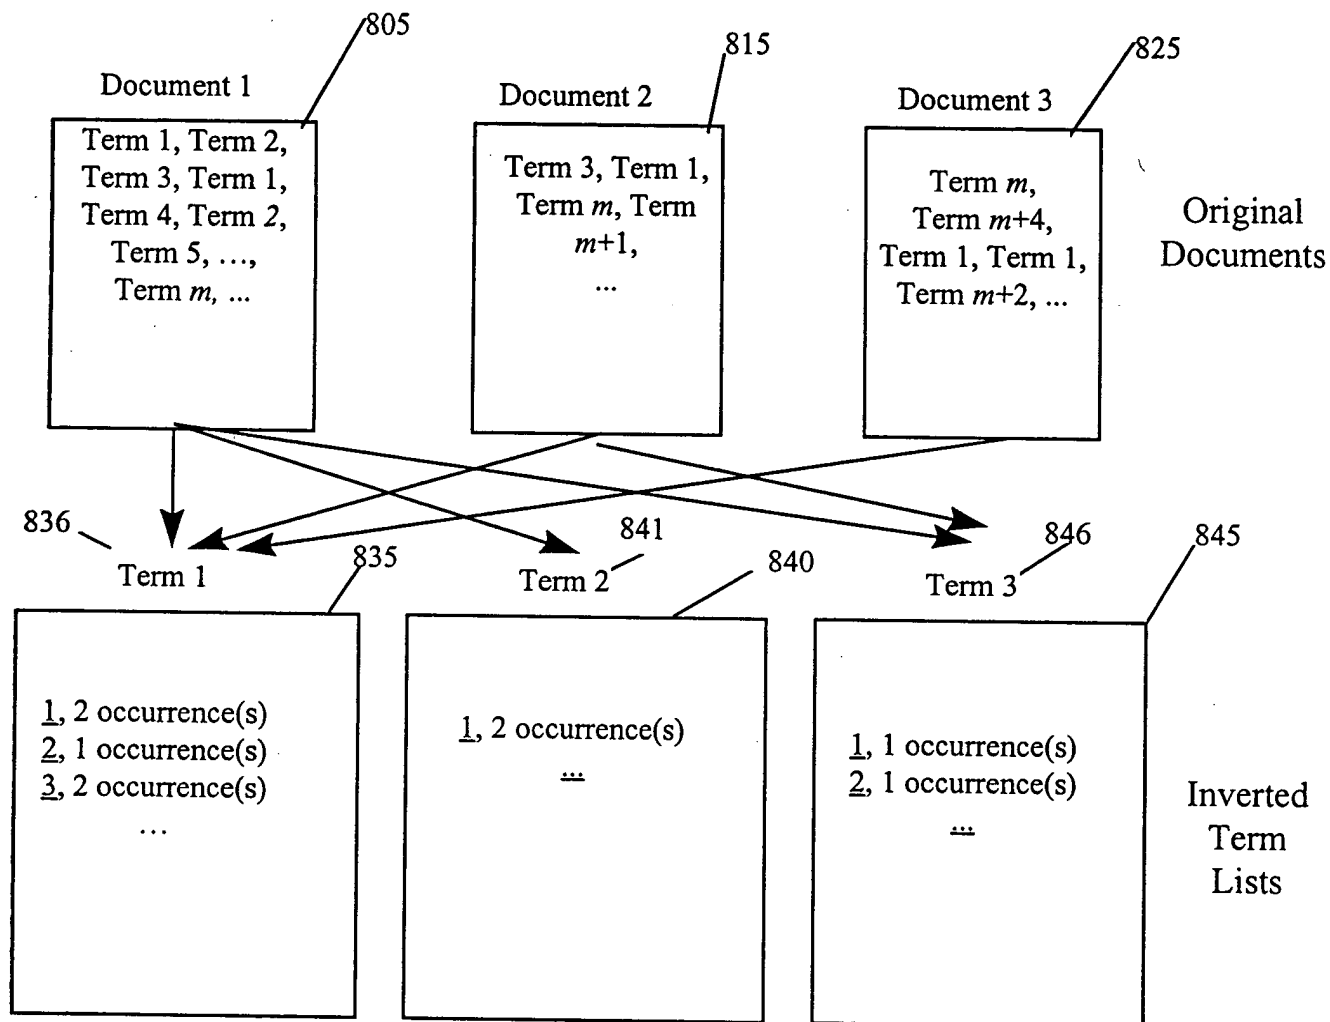 805
815
825
Document 1
Document 2
Document 3
Term 1, Term 2,
Term 3, Term 1,
Term 4, Term 2,
Term 5, ...,
Term m, ...
Term 3, Term 1,
Term m, Term
m+1,
...
Term m,
Term m+4,
Term 1, Term 1,
Term m+2, ...
Original
Documents
836
Term 1
835
841
Term 2
840
846
Term 3
845
1, 2 occurrence(s)
2, 1 occurrence(s)
3, 2 occurrence(s)
...
1, 2 occurrence(s)
...
1, 1 occurrence(s)
2, 1 occurrence(s)
...
Inverted
Term
Lists